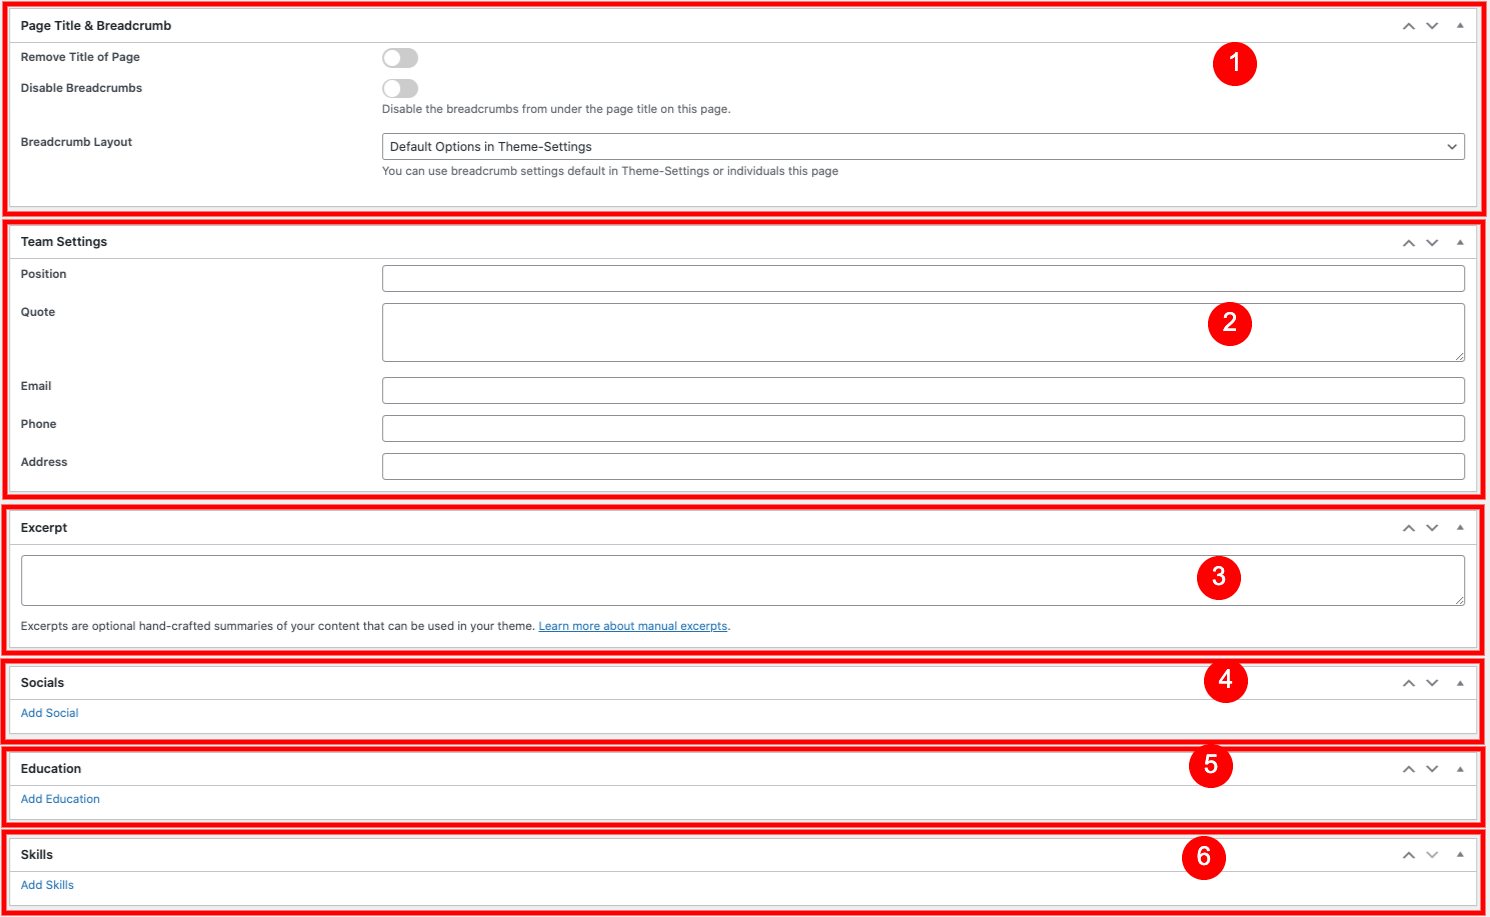 Page Title & Breadcrumb
Remove Title of Page
1
Disable Breadcrumbs
Disable the breadcrumbs from under the page title on this page.
Breadcrumb Layout
Default Options in Theme-Settings
You can use breadcrumb settings default in Theme-Settings or individuals this page
Team Settings
Position
Quote
2
Email
Phone
Address
Excerpt
3
Excerpts are optional hand-crafted summaries of your content that can be used in your theme. Learn more about manual excerpts.
Socials
4
Add Social
Education
5
Add Education
Skills
6
Add Skills